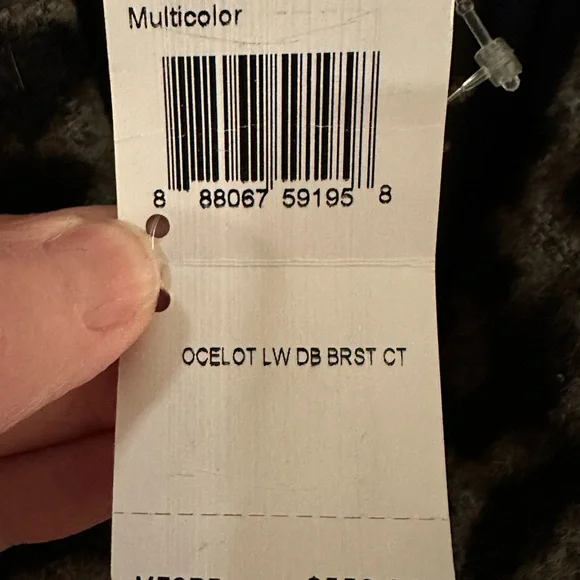 Multicolor
8 88067 59195 8
OCELOT LW DB BRST CT